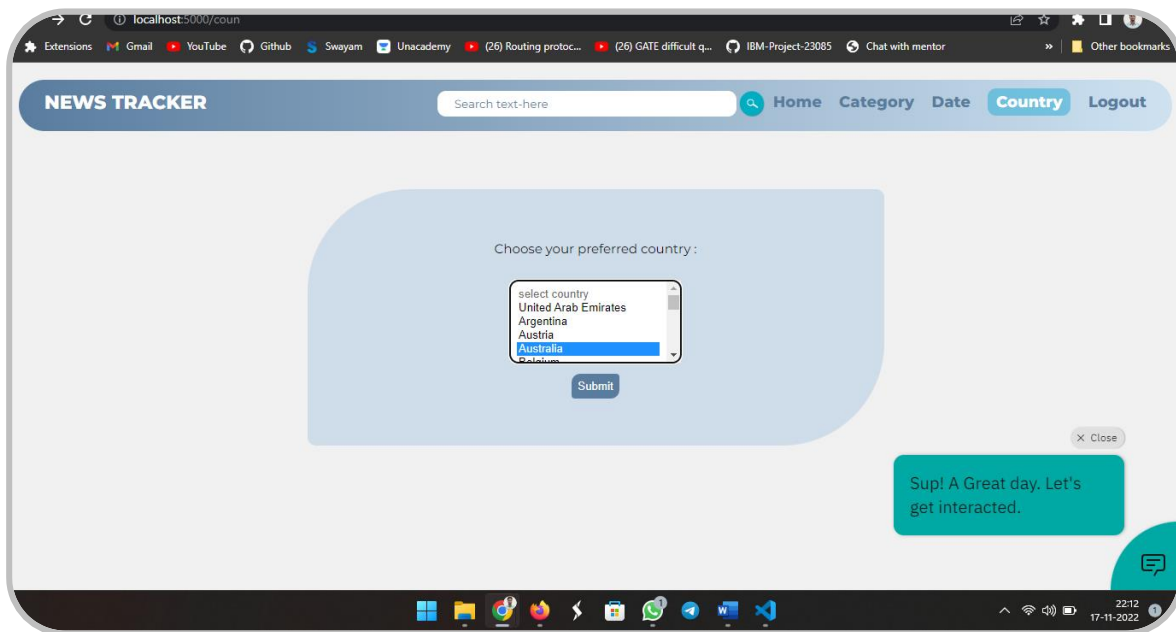 localhost:5000/coun
Extensions Gmail YouTube Github Swayam Unacademy (26) Routing protoc... (26) GATE difficult q... IBM-Project-23085 Chat with mentor » Other bookmarks
NEWS TRACKER Search text-here Home Category Date Country Logout
Choose your preferred country :
select country
United Arab Emirates
Argentina
Austria
Australia
Belgium
Submit
× Close
Sup! A Great day. Let's
get interacted.
22:12
17-11-2022 1